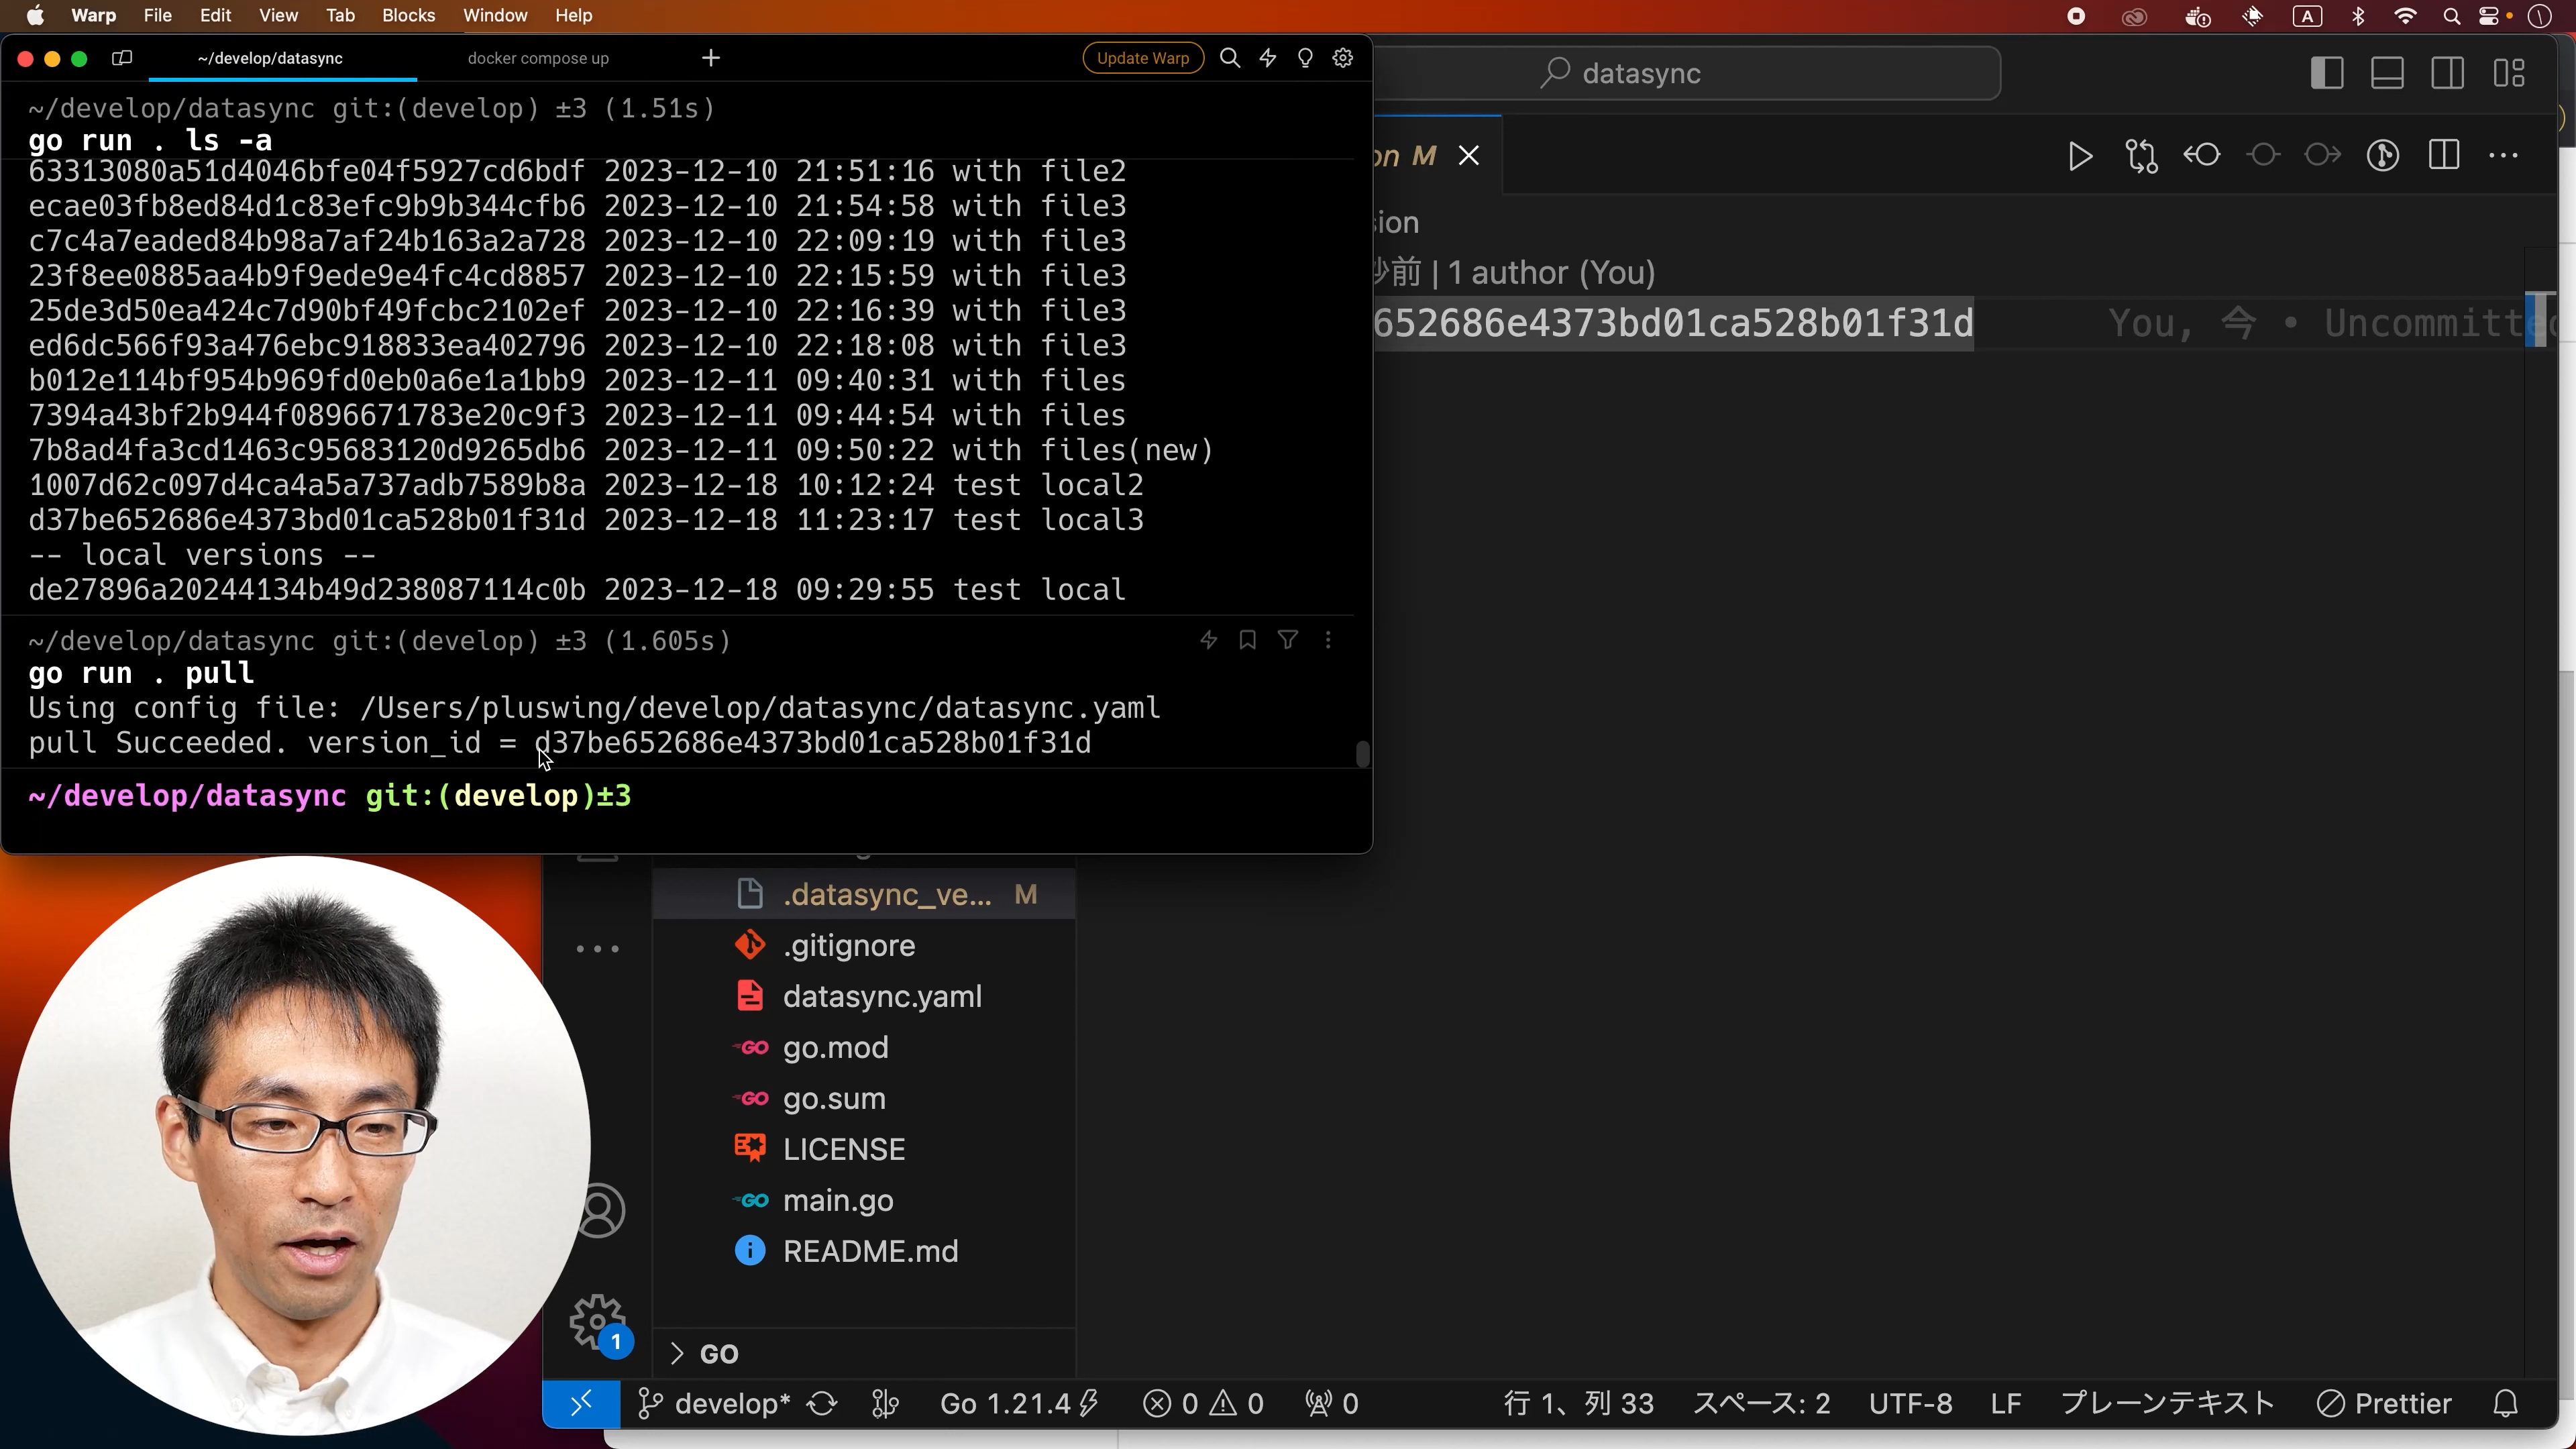 Warp File Edit View Tab Blocks Window Help
A
~/develop/datasync
docker compose up
Update Warp
~/develop/datasync git:(develop) ±3 (1.51s)
go run . ls -a
63313080a51d4046bfe04f5927cd6bdf 2023-12-10 21:51:16 with file2
ecae03fb8ed84d1c83efc9b9b344cfb6 2023-12-10 21:54:58 with file3
c7c4a7eaded84b98a7af24b163a2a728 2023-12-10 22:09:19 with file3
23f8ee0885aa4b9f9ede9e4fc4cd8857 2023-12-10 22:15:59 with file3
25de3d50ea424c7d90bf49fcbc2102ef 2023-12-10 22:16:39 with file3
ed6dc566f93a476ebc918833ea402796 2023-12-10 22:18:08 with file3
b012e114bf954b969fd0eb0a6e1a1bb9 2023-12-11 09:40:31 with files
7394a43bf2b944f0896671783e20c9f3 2023-12-11 09:44:54 with files
7b8ad4fa3cd1463c95683120d9265db6 2023-12-11 09:50:22 with files(new)
1007d62c097d4ca4a5a737adb7589b8a 2023-12-18 10:12:24 test local2
d37be652686e4373bd01ca528b01f31d 2023-12-18 11:23:17 test local3
-- local versions --
de27896a20244134b49d238087114c0b 2023-12-18 09:29:55 test local
~/develop/datasync git:(develop) ±3 (1.605s)
go run . pull
Using config file: /Users/pluswing/develop/datasync/datasync.yaml
pull Succeeded. version_id = d37be652686e4373bd01ca528b01f31d
~/develop/datasync git:(develop)±3
datasync
on M
sion
秒前 | 1 author (You)
652686e4373bd01ca528b01f31d You, 今 • Uncommitted
.datasync_ve... M
.gitignore
datasync.yaml
GO go.mod
GO go.sum
LICENSE
GO main.go
README.md
1
GO
develop* Go 1.21.4 0 0 0 行 1、列 33 スペース: 2 UTF-8 LF プレーンテキスト Prettier